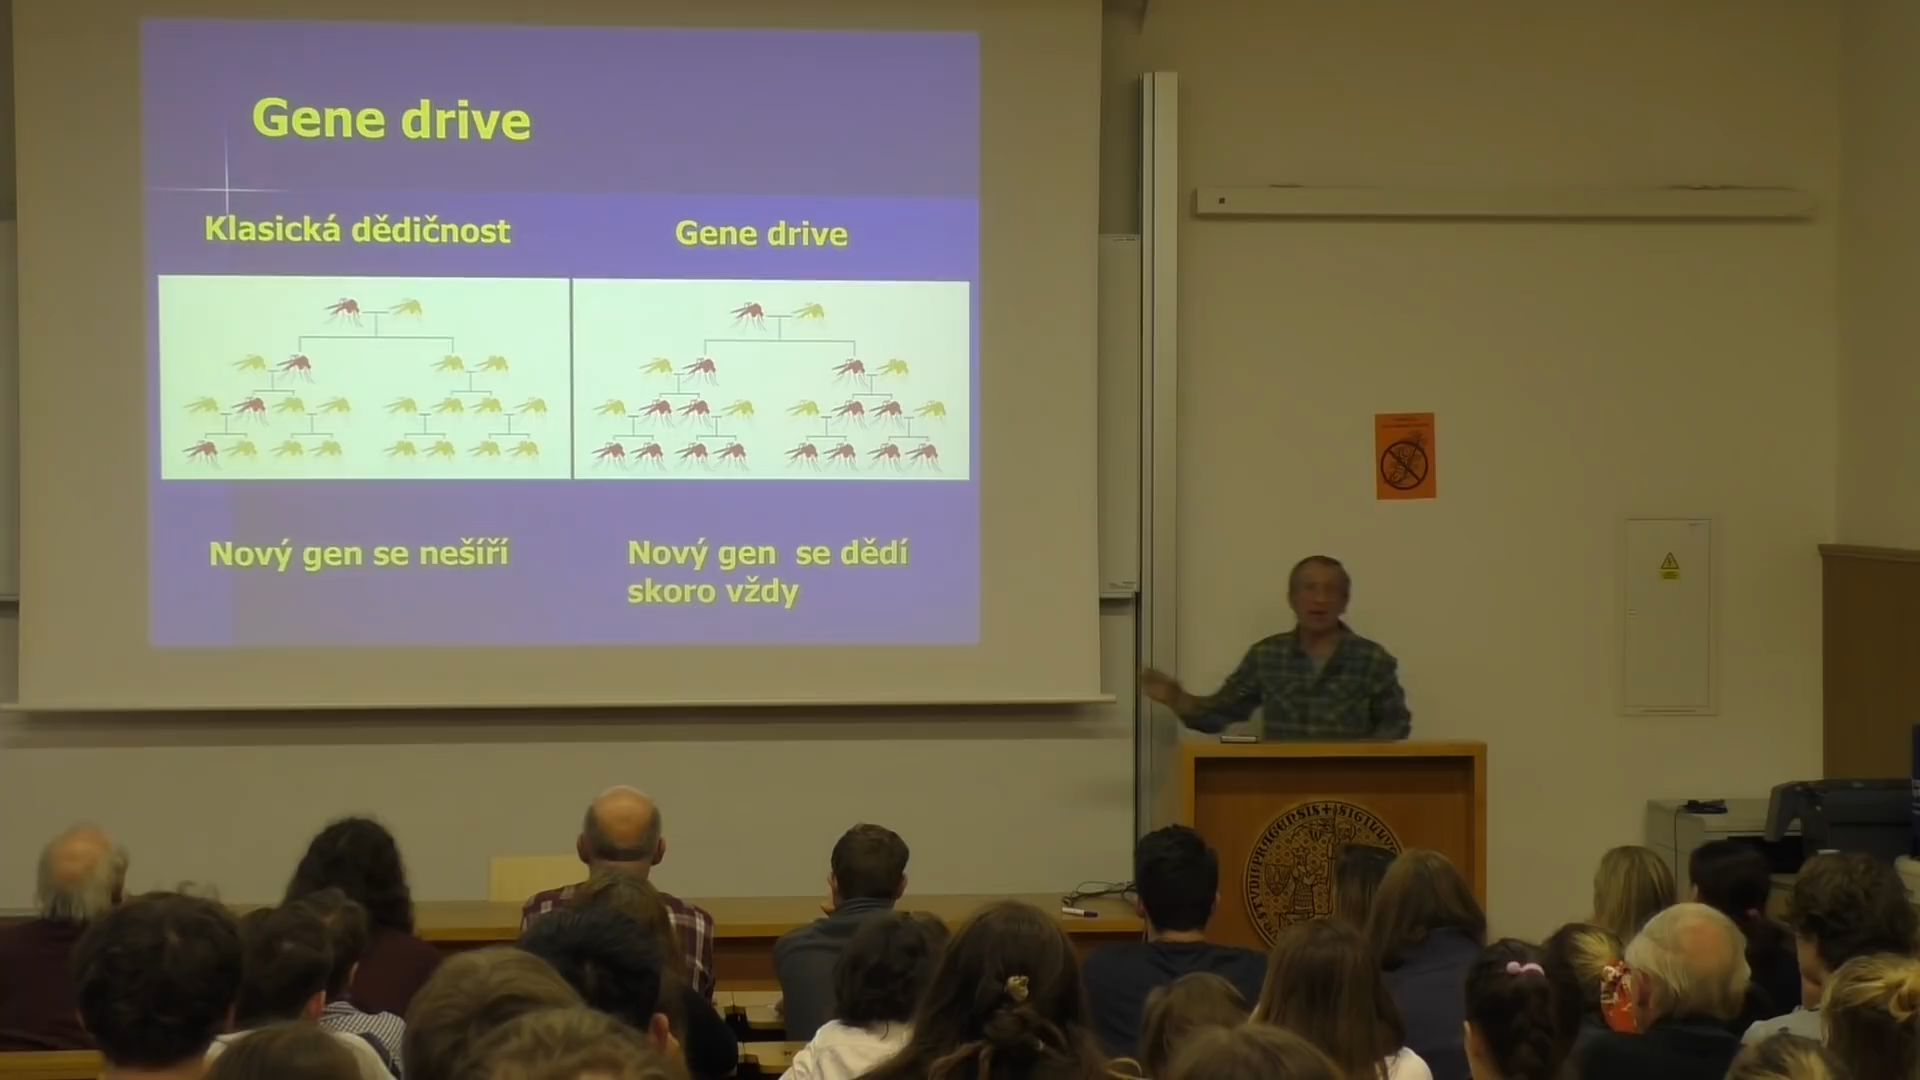 Gene drive
Klasická dědičnost
Gene drive
Nový gen se nešíří
Nový gen se dědí
skoro vždy